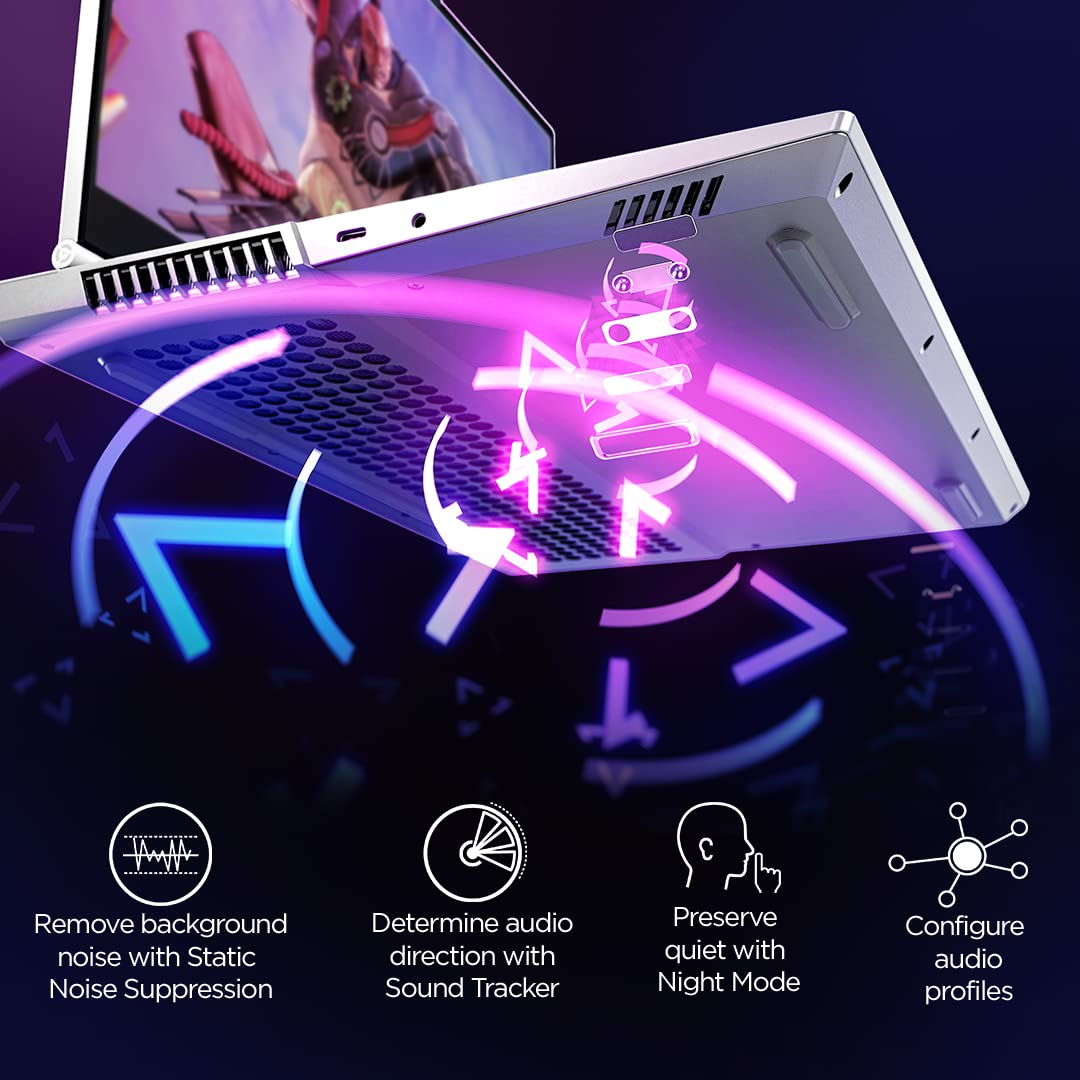 Remove background
noise with Static
Noise Suppression
Determine audio
direction with
Sound Tracker
Preserve
quiet with
Night Mode
Configure
audio
profiles